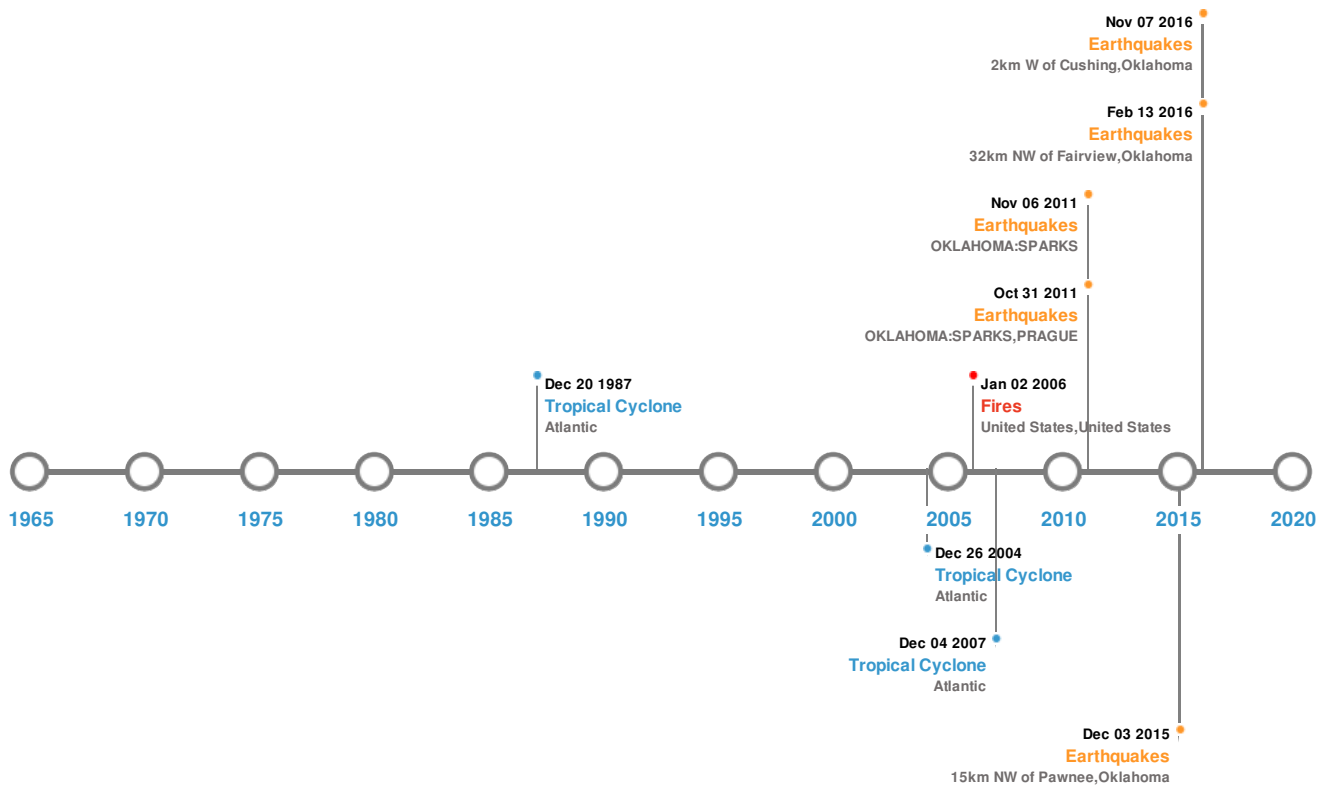 Nov 07 2016
Earthquakes
2km W of Cushing,Oklahoma
Feb 13 2016
Earthquakes
32km NW of Fairview,Oklahoma
Nov 06 2011
Earthquakes
OKLAHOMA:SPARKS
Oct 31 2011
Earthquakes
OKLAHOMA:SPARKS,PRAGUE
Dec 20 1987
Tropical Cyclone
Atlantic
Jan 02 2006
Fires
United States,United States
1965 1970 1975 1980 1985 1990 1995 2000 2005 2010 2015 2020
Dec 26 2004
Tropical Cyclone
Atlantic
Dec 04 2007
Tropical Cyclone
Atlantic
Dec 03 2015
Earthquakes
15km NW of Pawnee,Oklahoma